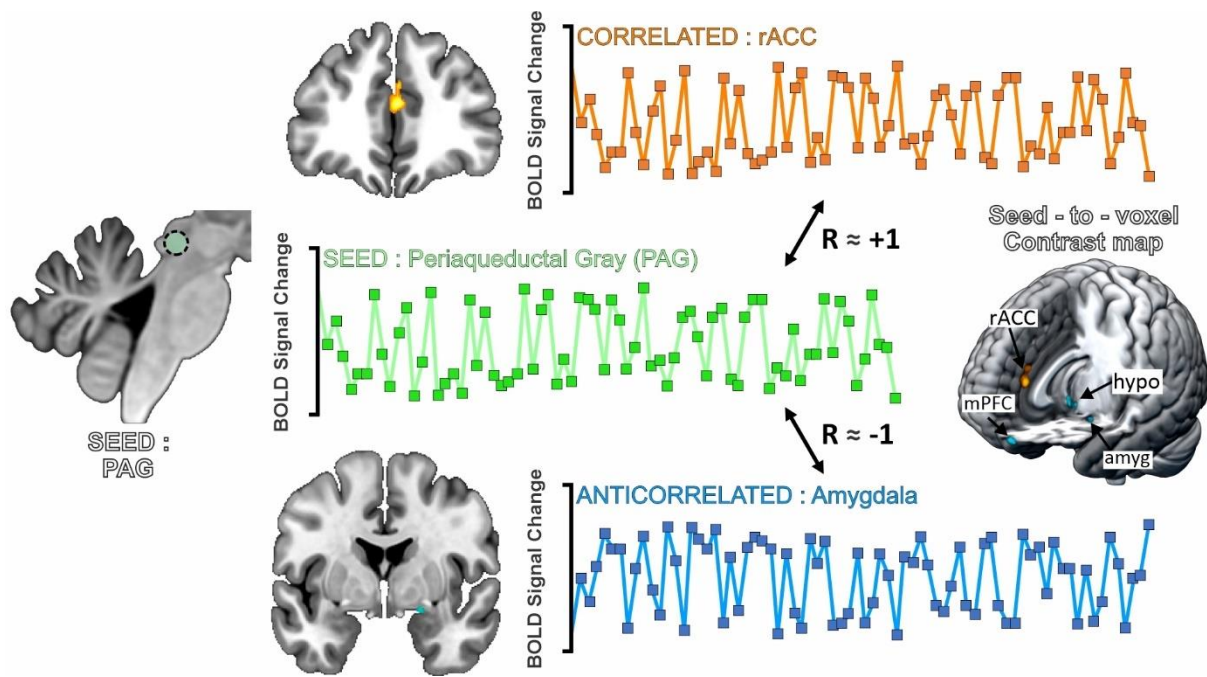 BOLD Signal Change
CORRELATED : rACC
R ≈ +1
SEED :
PAG
BOLD Signal Change
SEED : Periaqueductal Gray (PAG)
Seed - to - voxel
Contrast map
rACC
hypo
mPFC
amyg
R ≈ -1
BOLD Signal Change
ANTICORRELATED : Amygdala